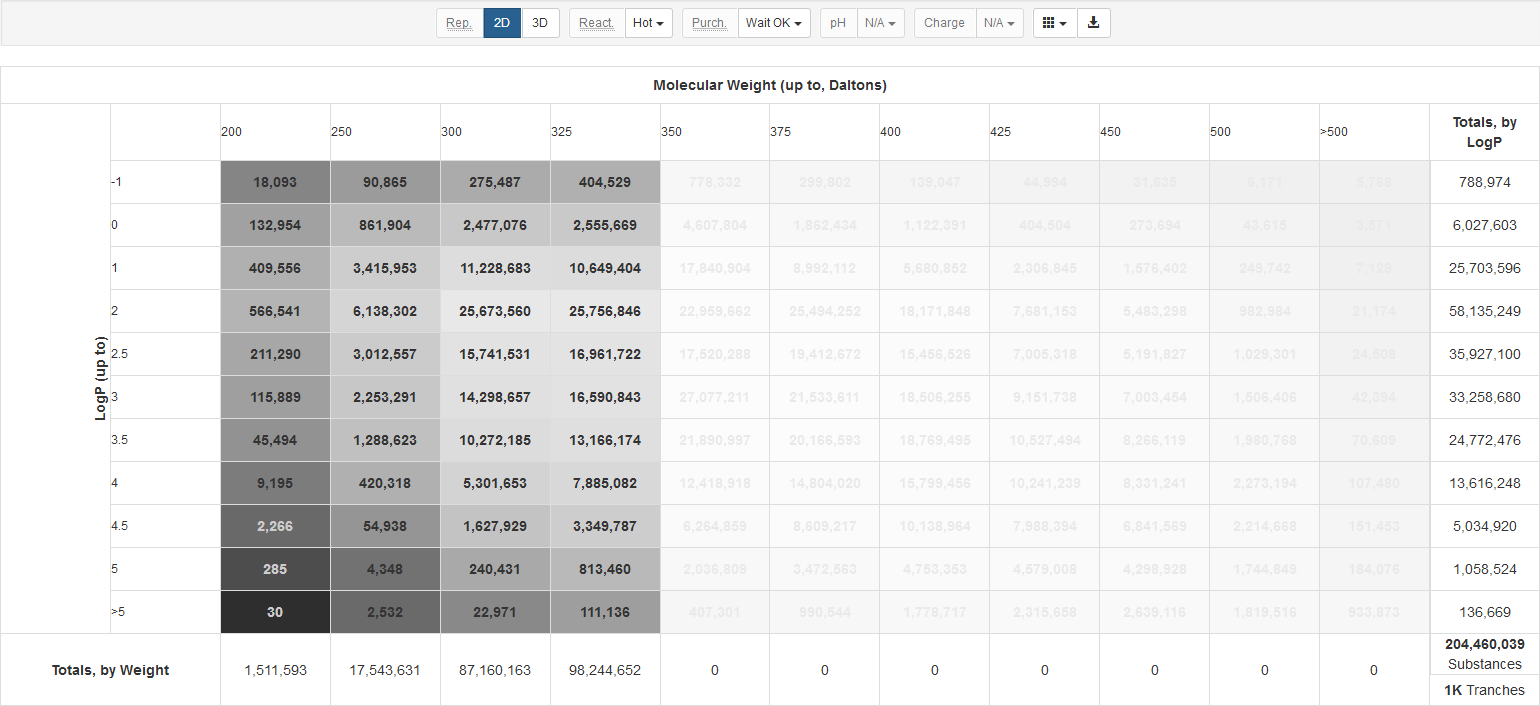 Rep. 2D 3D React. Hot Purch. Wait OK pH N/A Charge N/A
Molecular Weight (up to, Daltons)
200 250 300 325 350 375 400 425 450 500 >500 Totals, by LogP
LogP (up to)
-1 18,093 90,865 275,487 404,529 778,332 299,802 139,047 44,994 31,635 6,171 788,974
0 132,954 861,904 2,477,076 2,555,669 4,607,804 1,862,434 1,122,391 404,504 273,694 43,615 6,027,603
1 409,556 3,415,953 11,228,683 10,649,404 17,840,904 8,992,112 5,680,852 2,306,845 1,576,402 249,742 25,703,596
2 566,541 6,138,302 25,673,560 25,756,846 22,959,662 25,494,252 18,171,848 7,681,153 5,483,298 982,984 21,174 58,135,249
2.5 211,290 3,012,557 15,741,531 16,961,722 17,520,288 19,412,672 15,456,526 7,005,318 5,191,827 1,029,301 24,508 35,927,100
3 115,889 2,253,291 14,298,657 16,590,843 27,077,211 21,533,611 18,506,255 9,151,738 7,003,454 1,506,406 42,394 33,258,680
3.5 45,494 1,288,623 10,272,185 13,166,174 21,890,997 20,166,593 18,769,495 10,527,494 8,266,119 1,980,768 70,609 24,772,476
4 9,195 420,318 5,301,653 7,885,082 12,418,918 14,804,020 15,799,456 10,241,239 8,331,241 2,273,194 107,480 13,616,248
4.5 2,266 54,938 1,627,929 3,349,787 6,264,859 8,609,217 10,138,964 7,988,394 6,841,569 2,214,668 151,453 5,034,920
5 285 4,348 240,431 813,460 2,036,809 3,472,563 4,753,353 4,579,008 4,298,928 1,744,849 184,076 1,058,524
>5 30 2,532 22,971 111,136 407,301 990,544 1,778,717 2,315,658 2,639,116 1,819,516 933,873 136,669
Totals, by Weight 1,511,593 17,543,631 87,160,163 98,244,652 0 0 0 0 0 0 0 204,460,039 Substances
1K Tranches